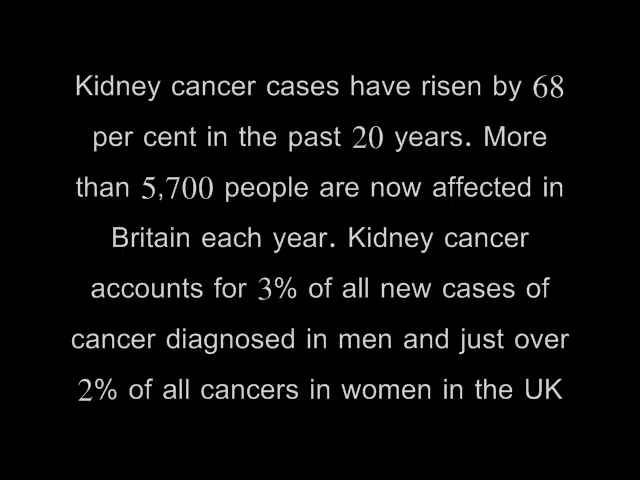 Kidney cancer cases have risen by 68
per cent in the past 20 years. More
than 5,700 people are now affected in
Britain each year. Kidney cancer
accounts for 3% of all new cases of
cancer diagnosed in men and just over
2% of all cancers in women in the UK